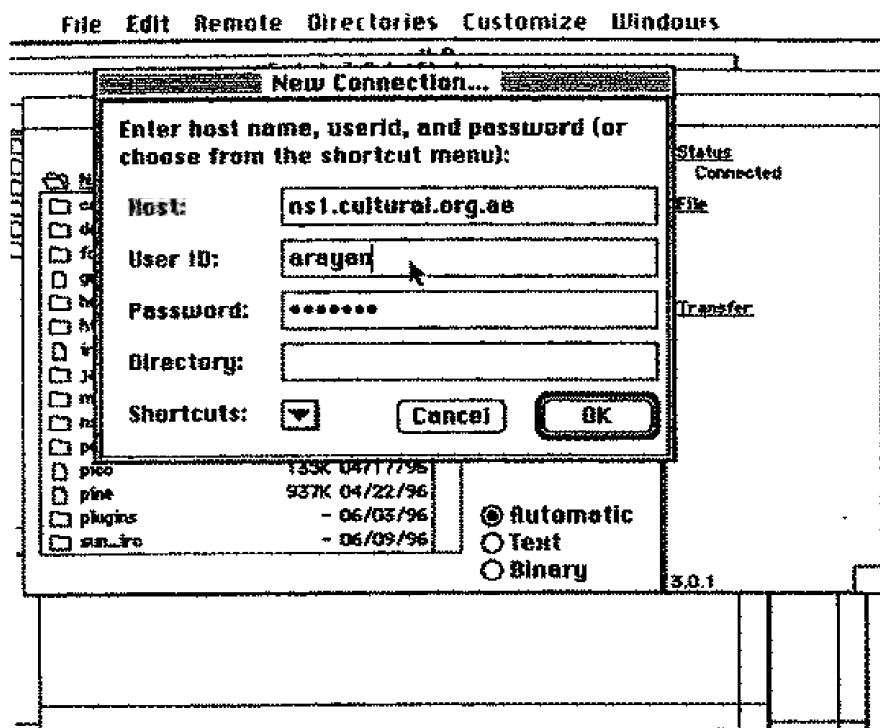 File Edit Remote Directories Customize Windows
New Connection...
Enter host name, userid, and password (or
choose from the shortcut menu):
Host: ns1.cultural.org.ae
User ID: arayan
Password: •••••••
Directory:
Shortcuts:
Cancel OK
Status
Connected
File
Transfer
pico 133K 04/17/96
pine 937K 04/22/96
plugins - 06/03/96
- 06/09/96
Automatic
Text
Binary
3.0.1